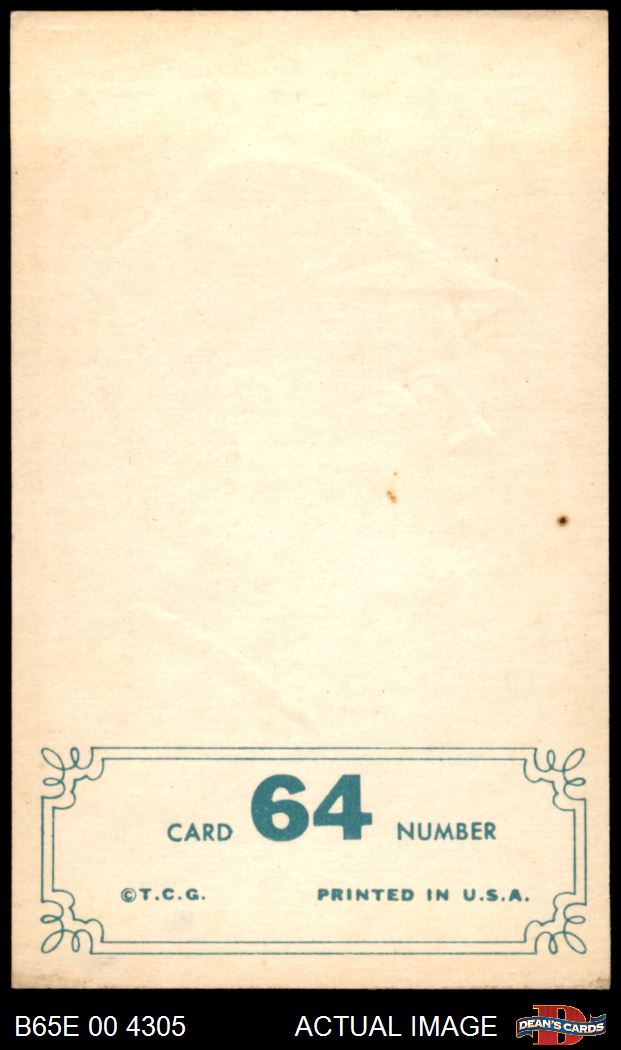 CARD 64 NUMBER
©T.C.G. PRINTED IN U.S.A.
B65E 00 4305 ACTUAL IMAGE DEAN'S CARDS